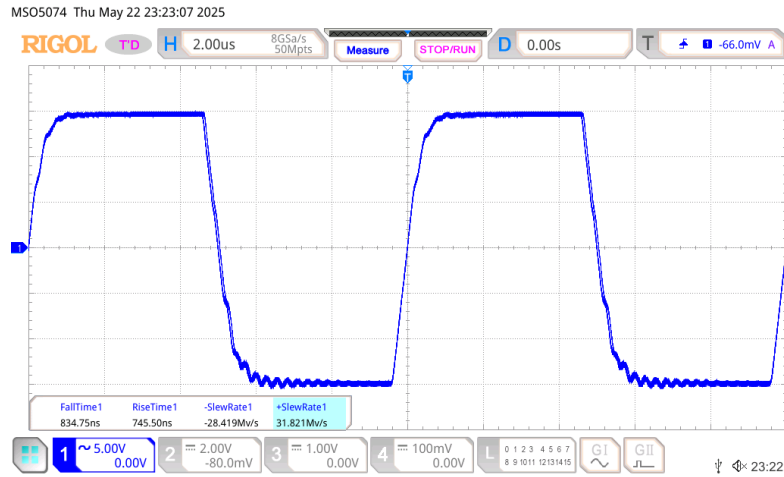 MSO5074 Thu May 22 23:23:07 2025
RIGOL T'D H 2.00us 8GSa/s 50Mpts Measure STOP/RUN D 0.00s T 1 -66.0mV A
T
1
FallTime1 RiseTime1 -SlewRate1 +SlewRate1
834.75ns 745.50ns -28.419Mv/s 31.821Mv/s
1 5.00V 0.00V 2 2.00V -80.0mV 3 1.00V 0.00V 4 100mV 0.00V L 0 1 2 3 4 5 6 7 8 9 10 11 12 13 14 15 GI GII 23:22